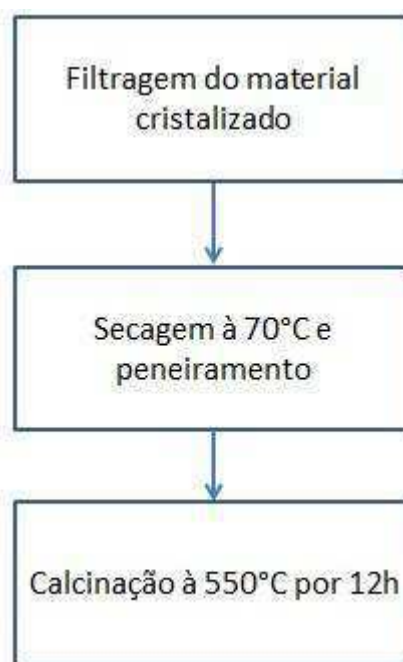 Filtragem do material
cristalizado
Secagem à 70°C e
peneiramento
Calcinação à 550°C por 12h